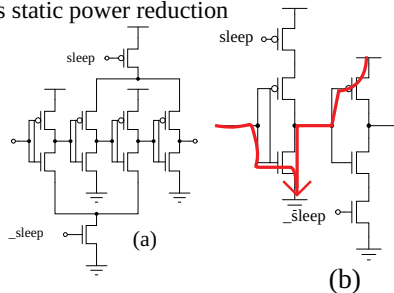 s static power reduction
sleep
sleep
_sleep
_sleep
(a)
(b)